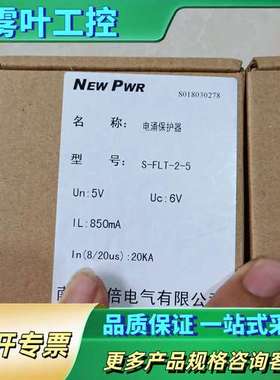 雾叶工控
NEW PWR
S018030278
名 称：电涌保护器
型 号：S-FLT-2-5
Un:5V Uc:6V
IL:850mA
In(8/20us):20KA
倍电气有限公
开专票
品质保证 一站式采
更多产品规格咨询客